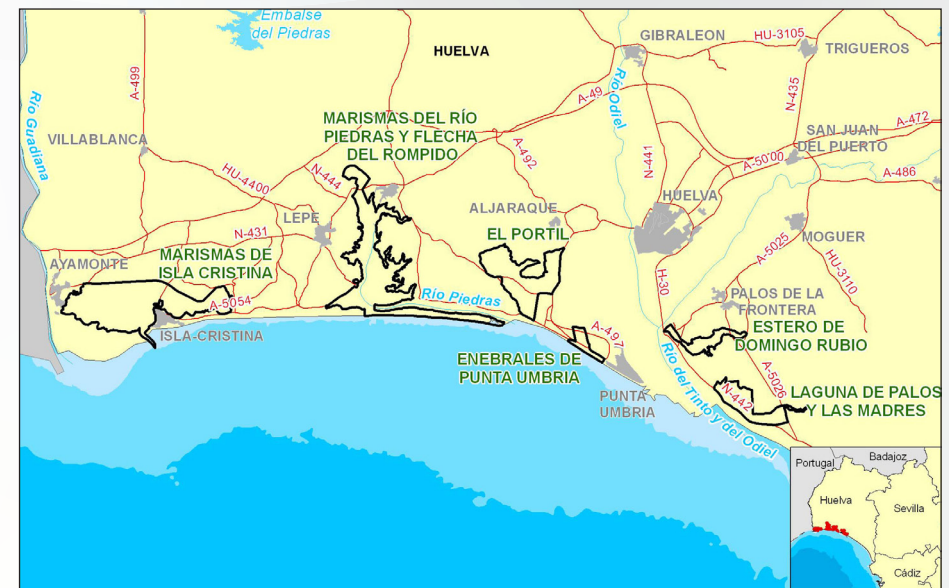 Embalse
del Piedras
HUELVA
GIBRALEON
HU-3105
TRIGUEROS
A-499
Río Guadiana
Río Odiel
A-49
N-435
A-472
VILLABLANCA
MARISMAS DEL RÍO
PIEDRAS Y FLECHA
DEL ROMPIDO
A-492
N-441
A-5000
SAN JUAN
DEL PUERTO
A-486
HU-4400
N-444
HUELVA
LEPE
ALJARAQUE
N-431
EL PORTIL
MOGUER
A-5025
HU-3110
AYAMONTE
MARISMAS DE
ISLA CRISTINA
A-5054
Río Piedras
H-30
PALOS DE LA
FRONTERA
ISLA-CRISTINA
A-497
ESTERO DE
DOMINGO RUBIO
ENEBRALES DE
PUNTA UMBRIA
Río del Tinto y del Odiel
A-5026
N-442
PUNTA
UMBRIA
LAGUNA DE PALOS
Y LAS MADRES
Portugal
Badajoz
Huelva
Sevilla
Cádiz